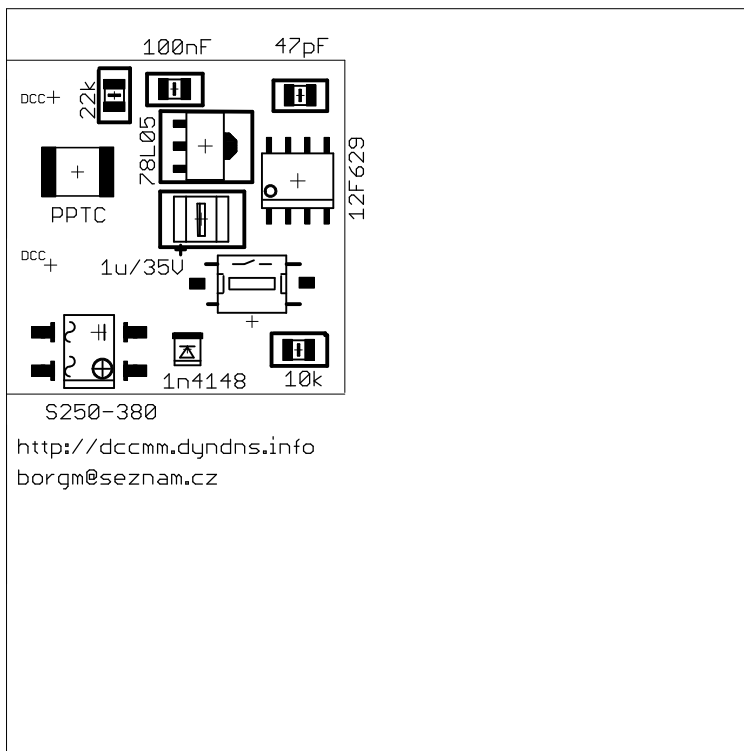 100nF
47pF
DCC
22k
78L05
12F629
PPTC
DCC
1u/35V
1n4148
10k
S250-380
http://dccmm.dyndns.info
borgm@seznam.cz